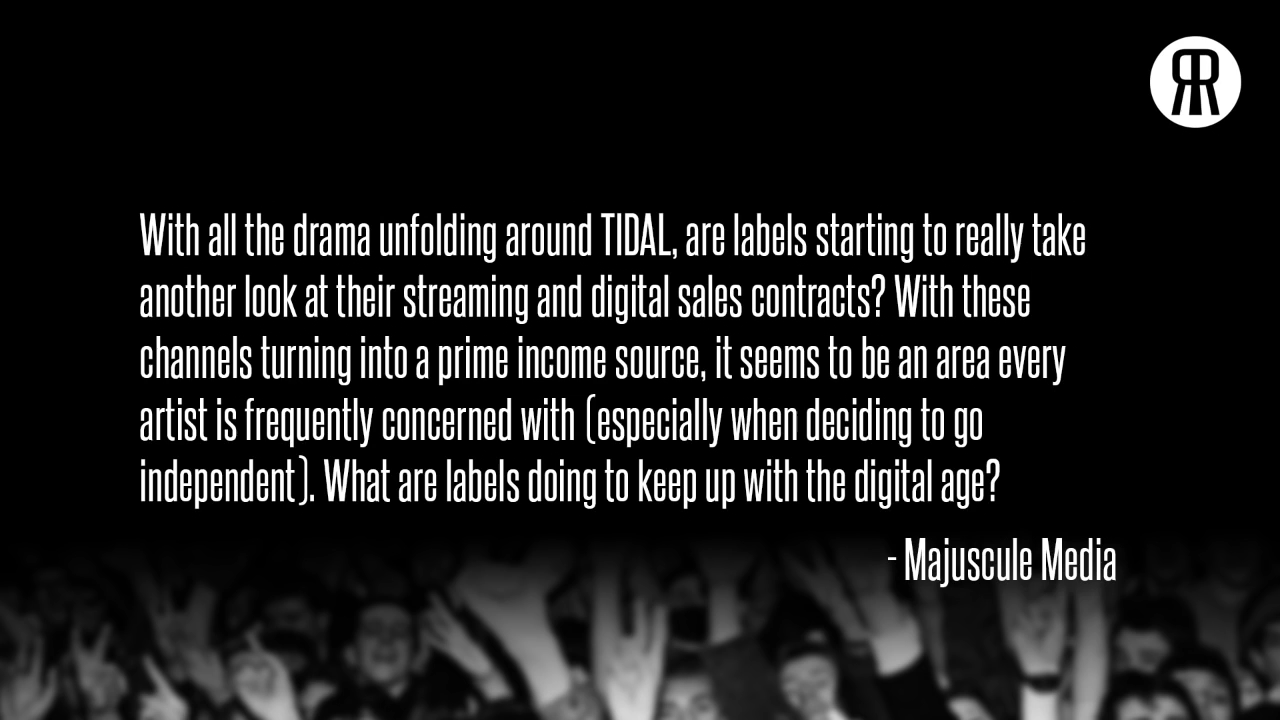 With all the drama unfolding around TIDAL, are labels starting to really take
another look at their streaming and digital sales contracts? With these
channels turning into a prime income source, it seems to be an area every
artist is frequently concerned with (especially when deciding to go
independent). What are labels doing to keep up with the digital age?
- Majuscule Media